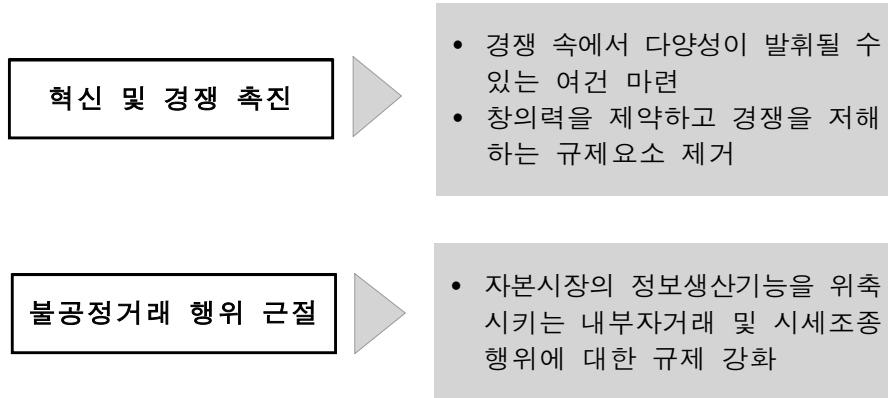 혁신 및 경쟁 촉진
• 경쟁 속에서 다양성이 발휘될 수
있는 여건 마련
• 창의력을 제약하고 경쟁을 저해
하는 규제요소 제거
불공정거래 행위 근절
• 자본시장의 정보생산기능을 위축
시키는 내부자거래 및 시세조종
행위에 대한 규제 강화